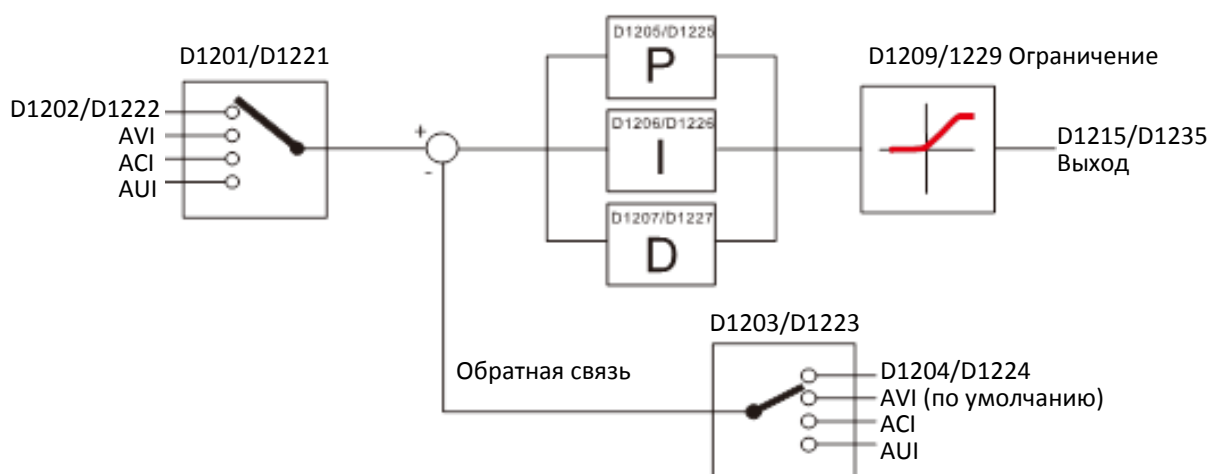 D1201/D1221
D1202/D1222
AVI
ACI
AUI
+
-
D1205/D1225
P
D1206/D1226
I
D1207/D1227
D
D1209/1229 Ограничение
D1215/D1235
Выход
Обратная связь
D1203/D1223
D1204/D1224
AVI (по умолчанию)
ACI
AUI